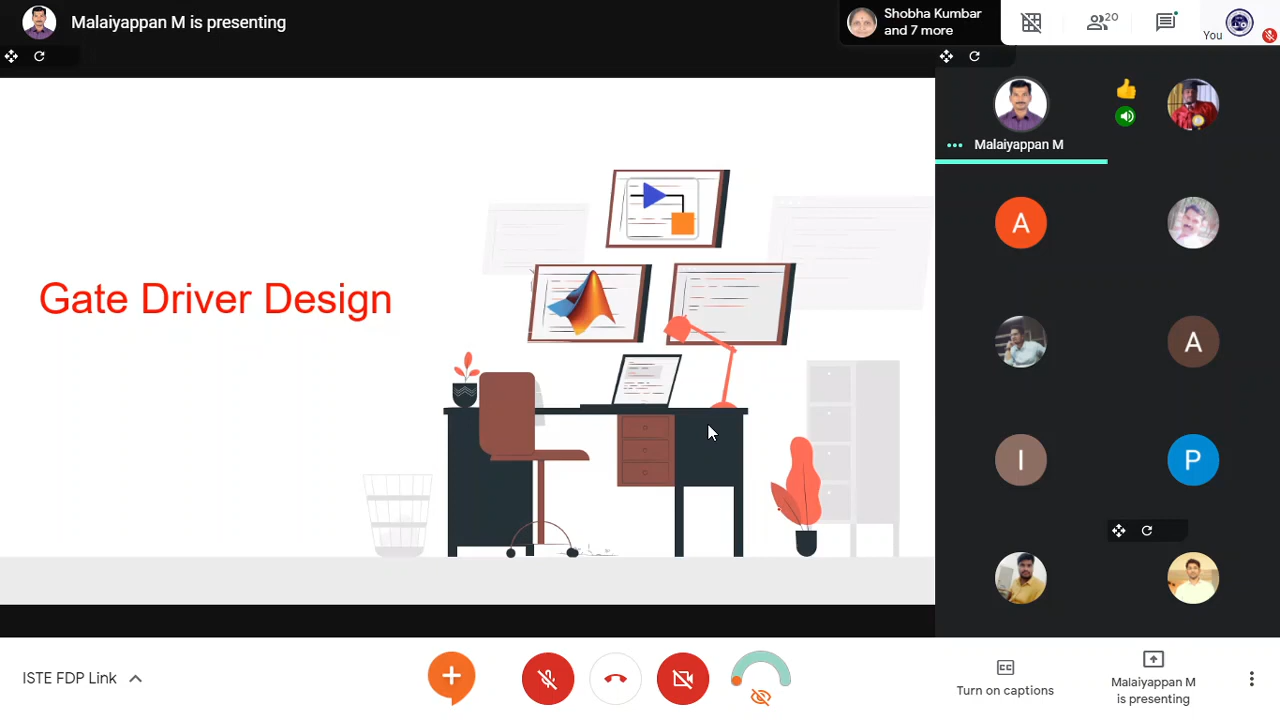 Malaiyappan M is presenting
Shobha Kumbar
and 7 more
20
You
Malaiyappan M
Gate Driver Design
A
A
I
P
ISTE FDP Link
Turn on captions
Malaiyappan M
is presenting